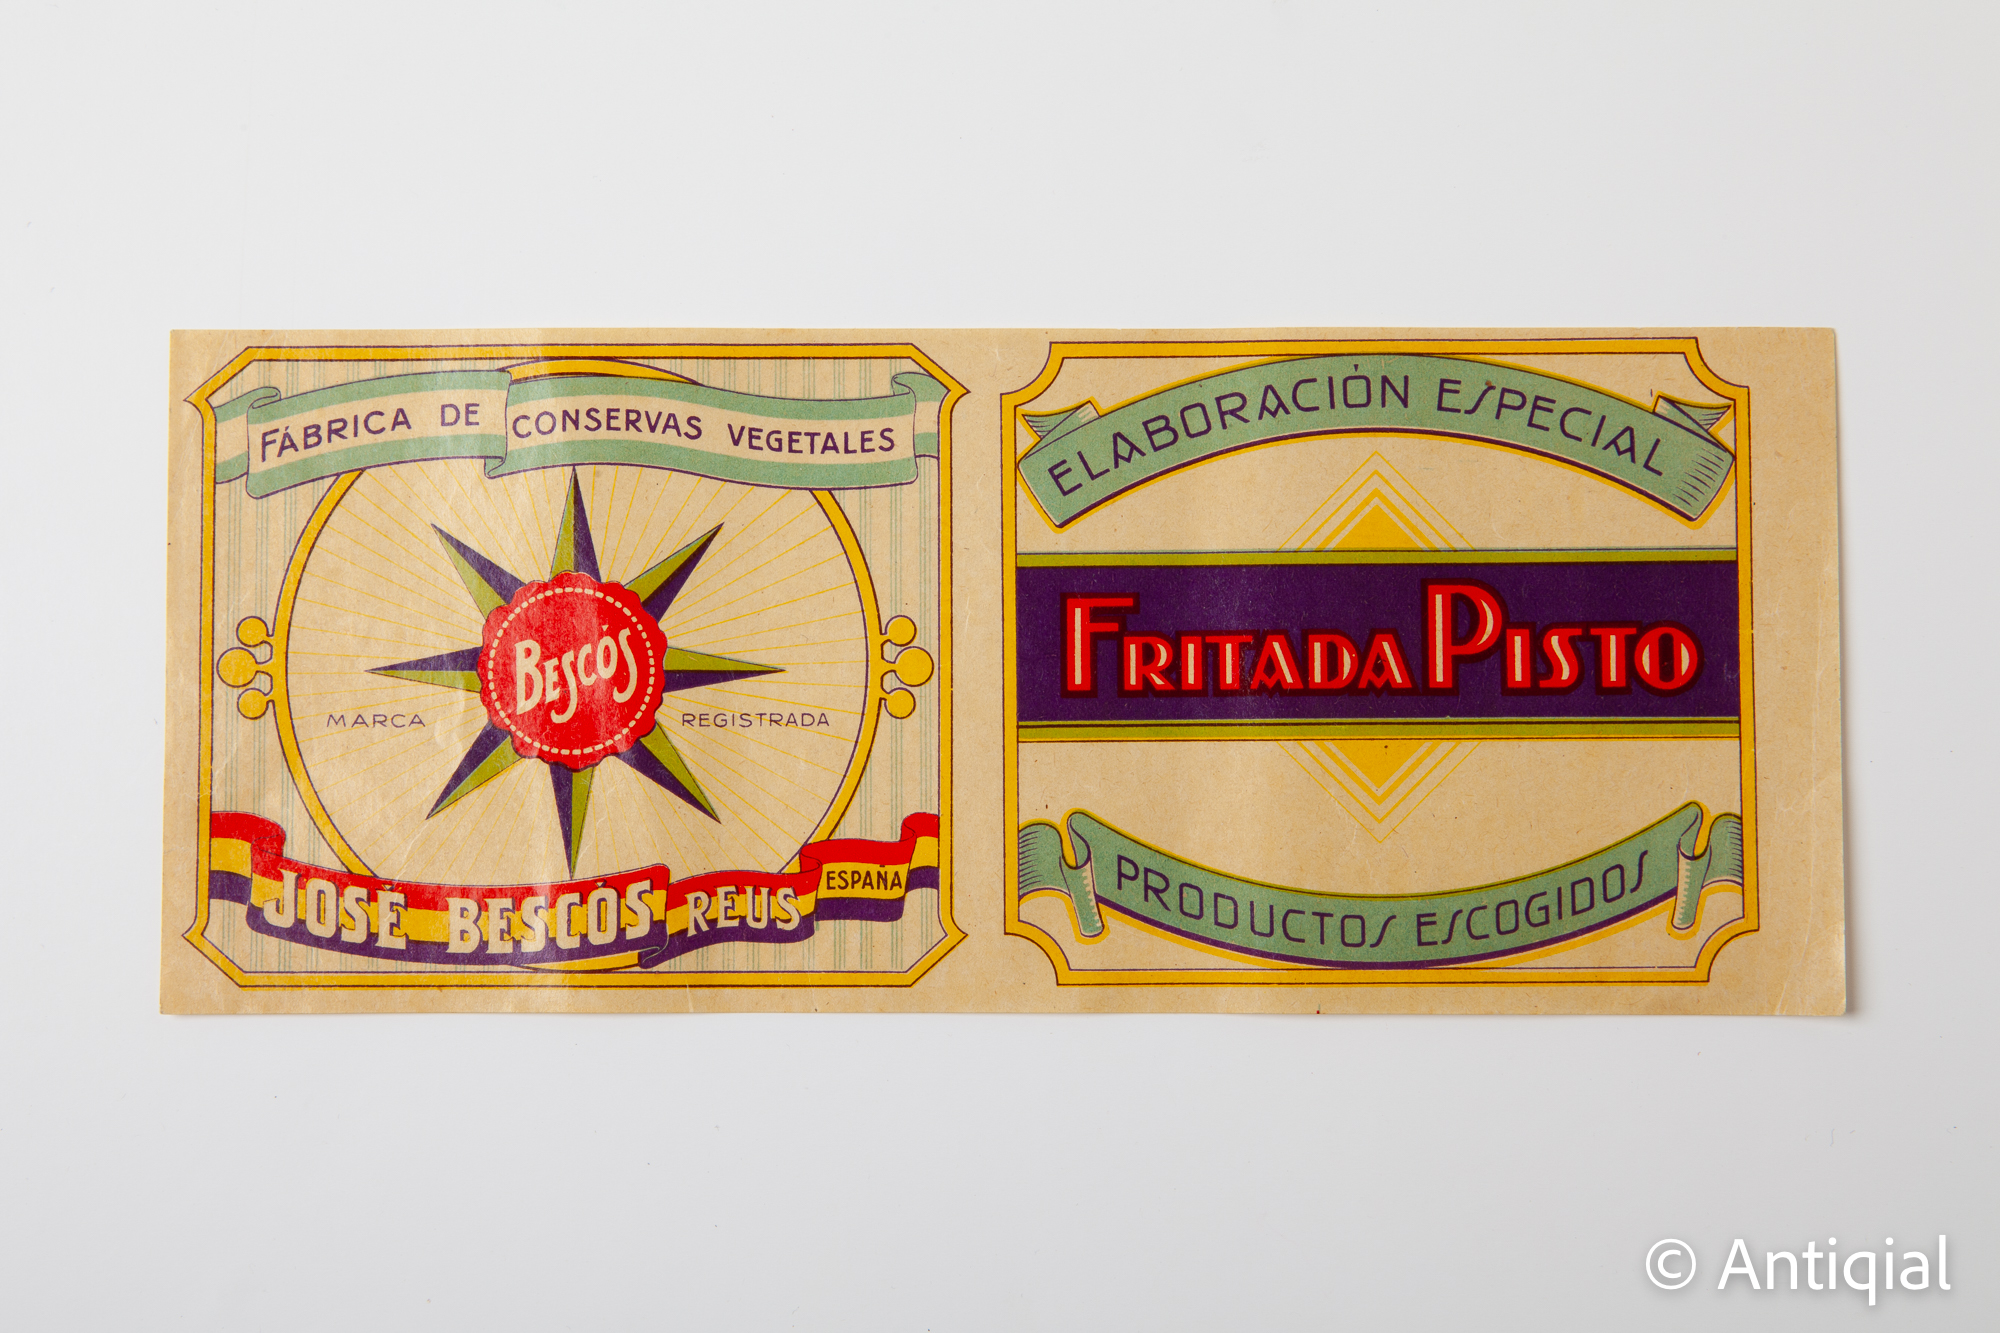 FÁBRICA DE CONSERVAS VEGETALES
BESCÓS
MARCA REGISTRADA
JOSÉ BESCÓS REUS ESPAÑA
ELABORACIÓN ESPECIAL
FRITADA PISTO
PRODUCTOS ESCOGIDOS
© Antiqial